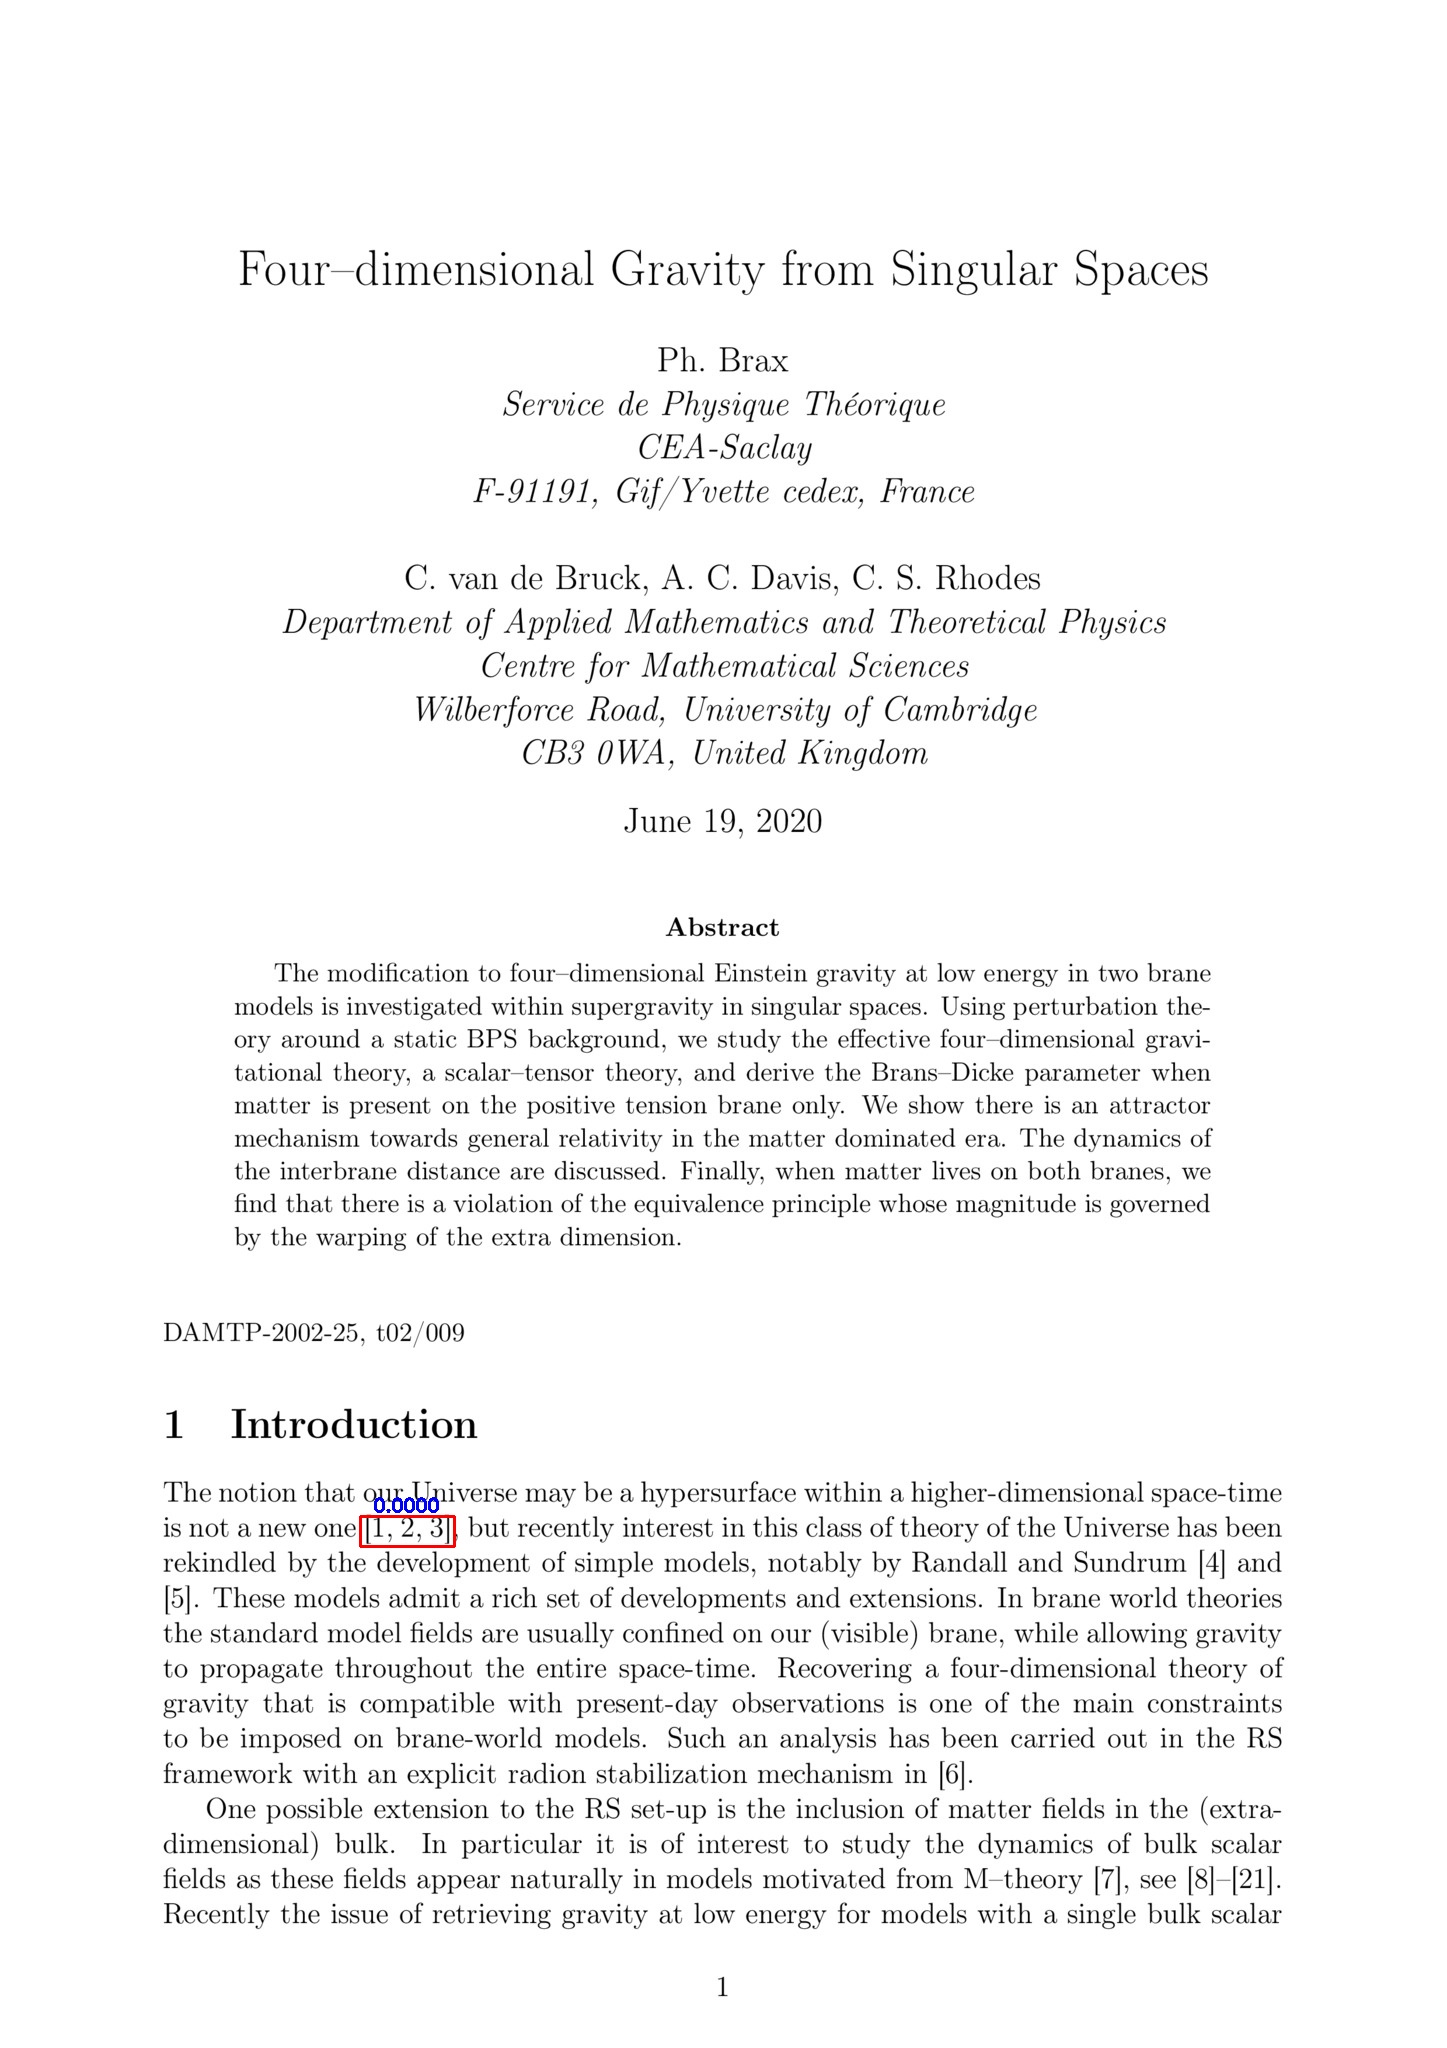 Four–dimensional Gravity from Singular Spaces
Ph. Brax
Service de Physique Théorique
CEA-Saclay
F-91191, Gif/Yvette cedex, France
C. van de Bruck, A. C. Davis, C. S. Rhodes
Department of Applied Mathematics and Theoretical Physics
Centre for Mathematical Sciences
Wilberforce Road, University of Cambridge
CB3 0WA, United Kingdom
June 19, 2020
Abstract
The modification to four–dimensional Einstein gravity at low energy in two brane
models is investigated within supergravity in singular spaces. Using perturbation the-
ory around a static BPS background, we study the effective four–dimensional gravi-
tational theory, a scalar–tensor theory, and derive the Brans–Dicke parameter when
matter is present on the positive tension brane only. We show there is an attractor
mechanism towards general relativity in the matter dominated era. The dynamics of
the interbrane distance are discussed. Finally, when matter lives on both branes, we
find that there is a violation of the equivalence principle whose magnitude is governed
by the warping of the extra dimension.
DAMTP-2002-25, t02/009
1 Introduction
The notion that our Universe may be a hypersurface within a higher-dimensional space-time
0.0000
is not a new one [1, 2, 3], but recently interest in this class of theory of the Universe has been
rekindled by the development of simple models, notably by Randall and Sundrum [4] and
[5]. These models admit a rich set of developments and extensions. In brane world theories
the standard model fields are usually confined on our (visible) brane, while allowing gravity
to propagate throughout the entire space-time. Recovering a four-dimensional theory of
gravity that is compatible with present-day observations is one of the main constraints
to be imposed on brane-world models. Such an analysis has been carried out in the RS
framework with an explicit radion stabilization mechanism in [6].
One possible extension to the RS set-up is the inclusion of matter fields in the (extra-
dimensional) bulk. In particular it is of interest to study the dynamics of bulk scalar
fields as these fields appear naturally in models motivated from M–theory [7], see [8]–[21].
Recently the issue of retrieving gravity at low energy for models with a single bulk scalar
1